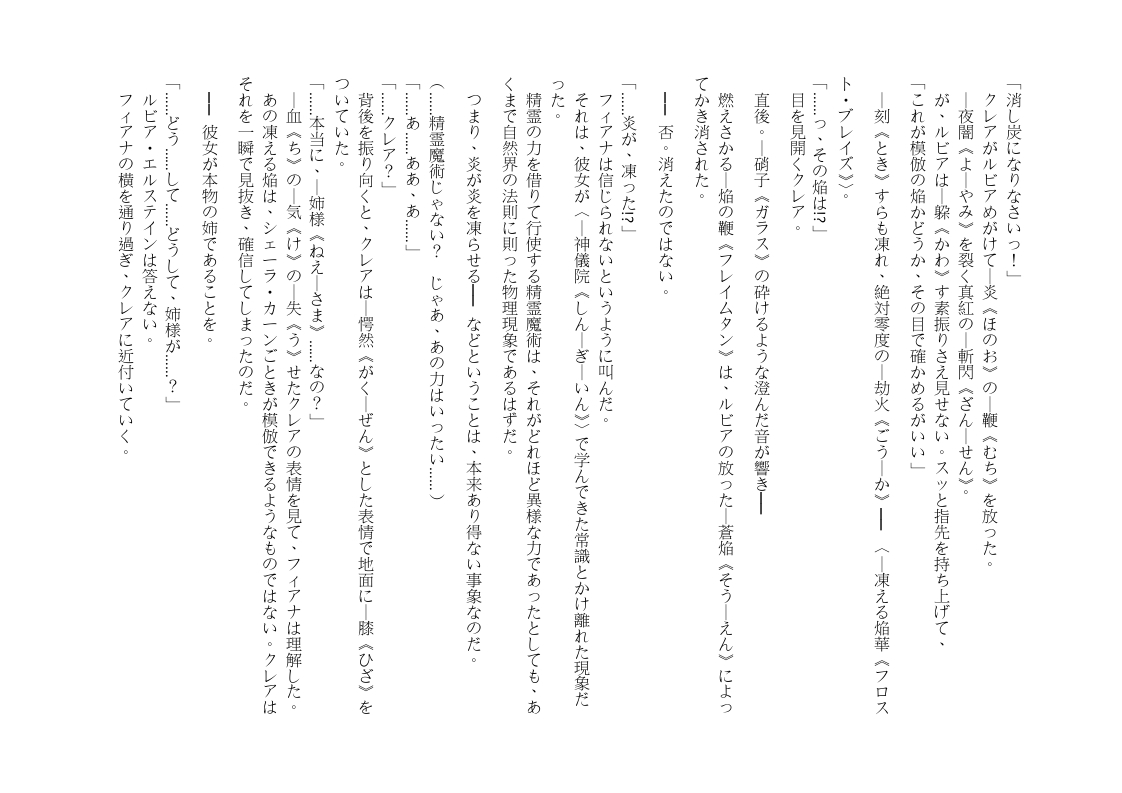 「消し炭になりなさいっ！」
クレアがルビアめがけて―炎《ほのお》の―鞭《むち》を放った。
―夜闇《よ―やみ》を裂く真紅の―斬閃《ざん―せん》。
が、ルビアは―躱《かわ》す素振りさえ見せない。スッと指先を持ち上げて、
「これが模倣の焔かどうか、その目で確かめるがいい」
―刻《とき》すらも凍れ、絶対零度の―劫火《ごう―か》━━ 〈―凍える焔華《フロス
ト・ブレイズ》〉。
「……っ、その焔は!?」
目を見開くクレア。
直後。―硝子《ガラス》の砕けるような澄んだ音が響き━━
燃えさかる―焔の鞭《フレイムタン》は、ルビアの放った―蒼焔《そう―えん》によっ
てかき消された。
━━ 否。消えたのではない。
「……炎が、凍った!?」
フィアナは信じられないというように叫んだ。
それは、彼女が〈―神儀院《しん―ぎ―いん》〉で学んできた常識とかけ離れた現象だ
った。
精霊の力を借りて行使する精霊魔術は、それがどれほど異様な力であったとしても、あ
くまで自然界の法則に則った物理現象であるはずだ。
つまり、炎が炎を凍らせる━━ などということは、本来あり得ない事象なのだ。
（……精霊魔術じゃない？　じゃあ、あの力はいったい……）
「……あ……ああ、あ……」
「……クレア？」
背後を振り向くと、クレアは―愕然《がく―ぜん》とした表情で地面に―膝《ひざ》を
ついていた。
「……本当に、―姉様《ねえ―さま》……なの？」
―血《ち》の―気《け》の―失《う》せたクレアの表情を見て、フィアナは理解した。
あの凍える焔は、シェーラ・カーンごときが模倣できるようなものではない。クレアは
それを一瞬で見抜き、確信してしまったのだ。
━━ 彼女が本物の姉であることを。
「……どう……して……どうして、姉様が……？」
ルビア・エルステインは答えない。
フィアナの横を通り過ぎ、クレアに近付いていく。